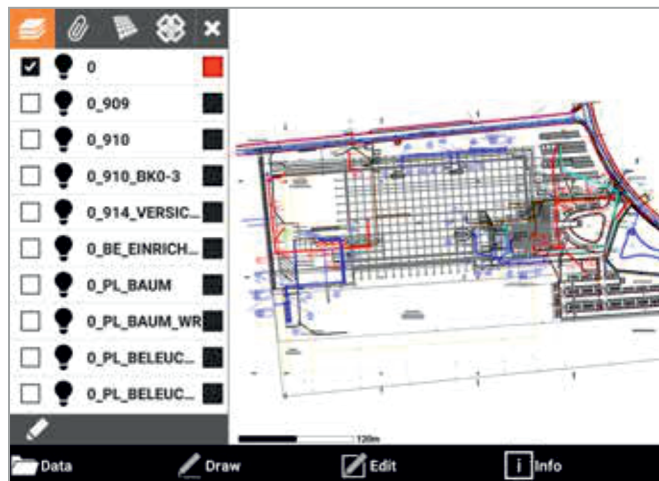 0
0_909
0_910
0_910_BK0-3
0_914_VERSIC...
0_BE_EINRICH...
0_PL_BAUM
0_PL_BAUM_WR
0_PL_BELEUC...
0_PL_BELEUC...
120m
Data
Draw
Edit
i Info